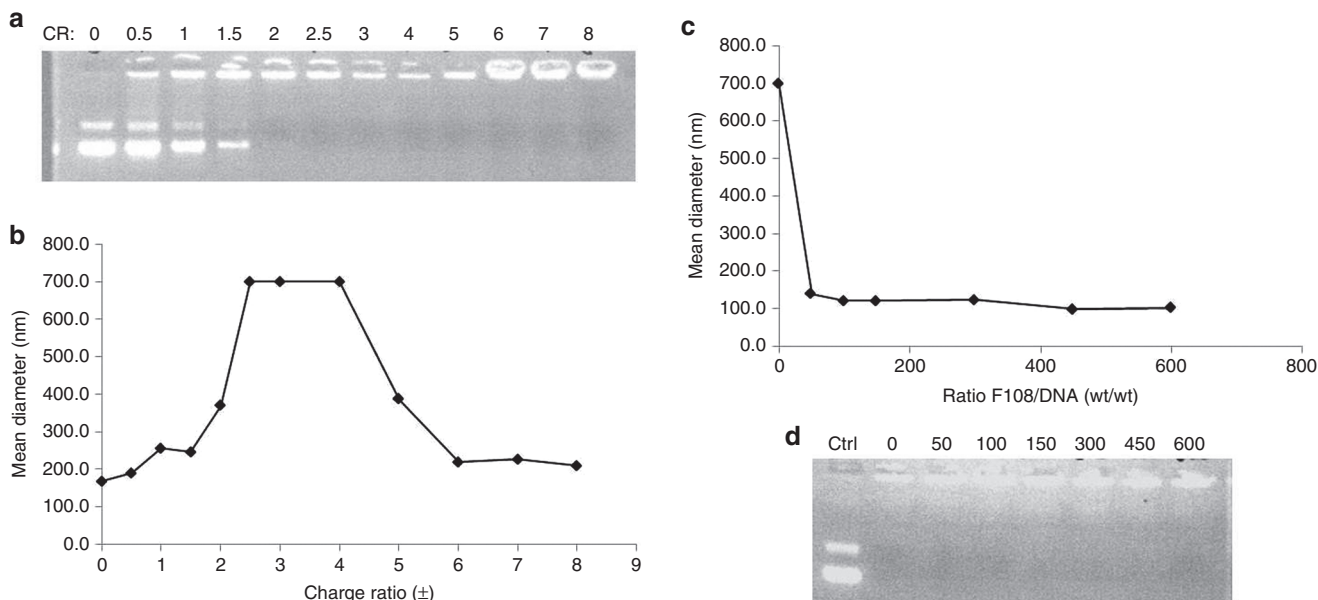 a
CR: 0 0.5 1 1.5 2 2.5 3 4 5 6 7 8
b
800.0
700.0
600.0
500.0
400.0
300.0
200.0
100.0
0.0
Mean diameter (nm)
0 1 2 3 4 5 6 7 8 9
Charge ratio (±)
c
800.0
700.0
600.0
500.0
400.0
300.0
200.0
100.0
0.0
Mean diameter (nm)
0 200 400 600 800
Ratio F108/DNA (wt/wt)
d
Ctrl 0 50 100 150 300 450 600